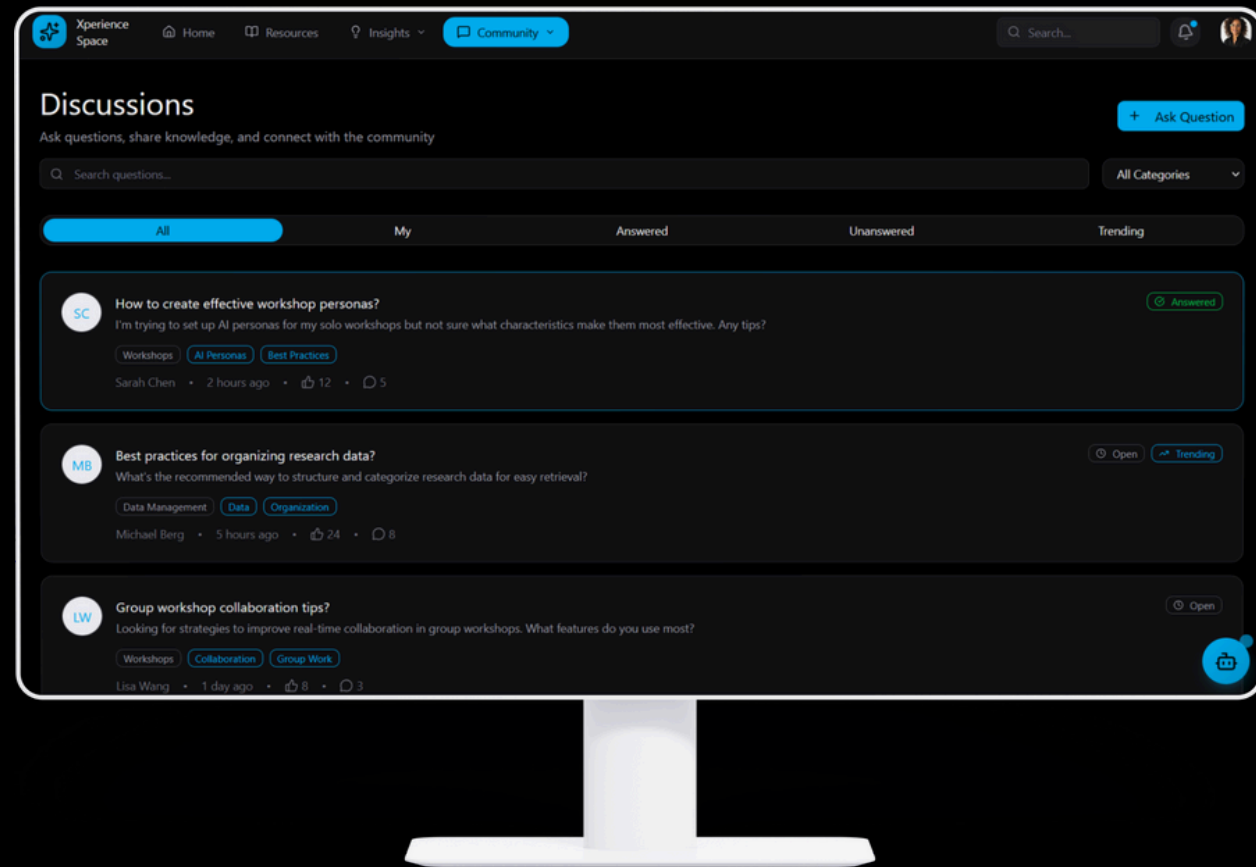 Xperience
Space
Home
Resources
Insights
Community
Search...
Discussions
Ask questions, share knowledge, and connect with the community
+ Ask Question
Search questions...
All Categories
All
My
Answered
Unanswered
Trending
SC
How to create effective workshop personas?
Answered
I'm trying to set up AI personas for my solo workshops but not sure what characteristics make them most effective. Any tips?
Workshops
AI Personas
Best Practices
Sarah Chen • 2 hours ago • 12 • 5
MB
Best practices for organizing research data?
Open
Trending
What's the recommended way to structure and categorize research data for easy retrieval?
Data Management
Data
Organization
Michael Berg • 5 hours ago • 24 • 8
LW
Group workshop collaboration tips?
Open
Looking for strategies to improve real-time collaboration in group workshops. What features do you use most?
Workshops
Collaboration
Group Work
Lisa Wang • 1 day ago • 8 • 3